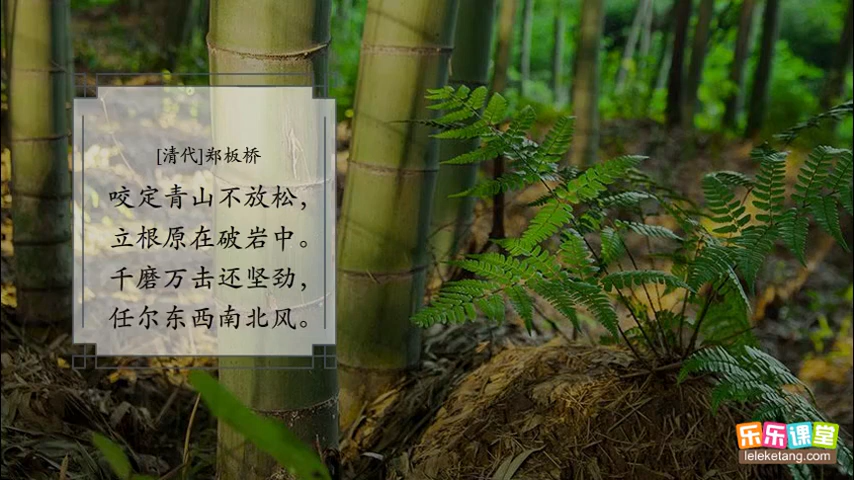 [清代]郑板桥
咬定青山不放松，
立根原在破岩中。
千磨万击还坚劲，
任尔东西南北风。
乐乐课堂
leleketang.com